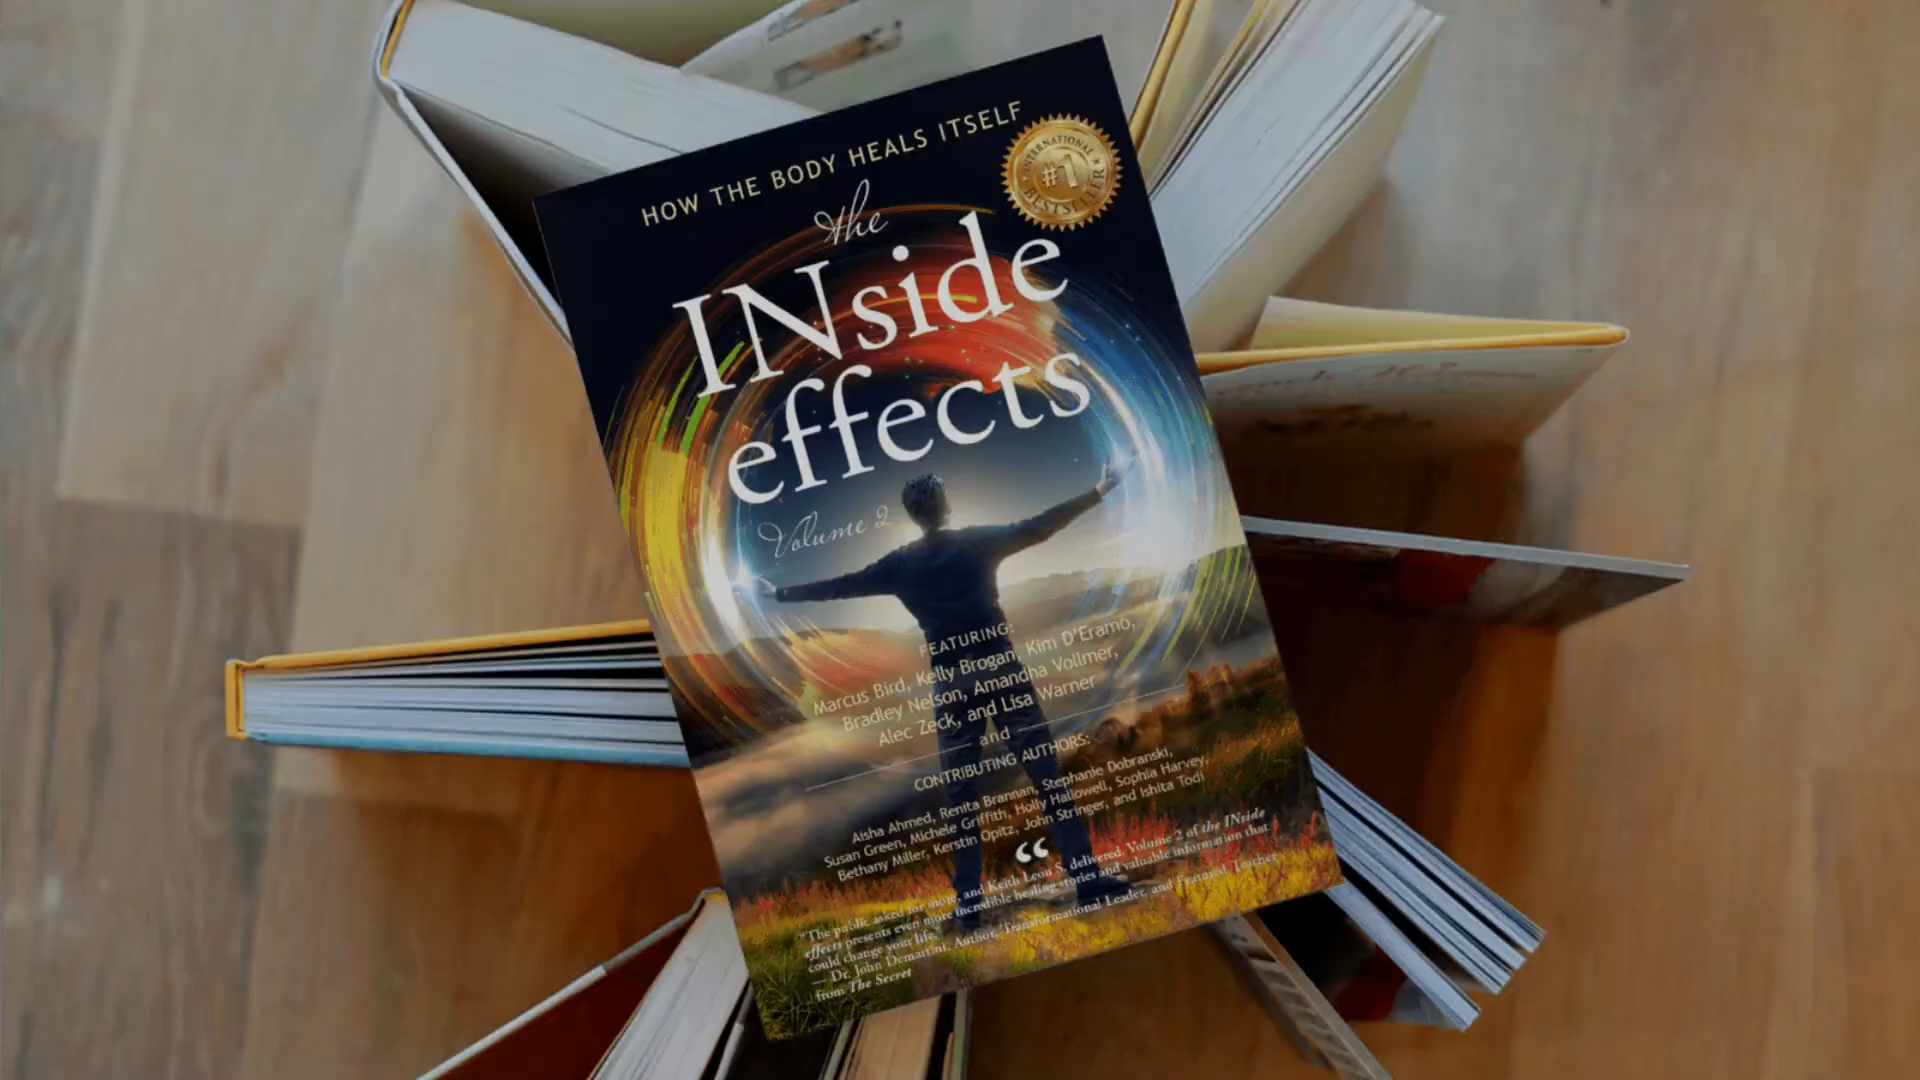 HOW THE BODY HEALS ITSELF
INTERNATIONAL
#1
BESTSELLER
the
INside
effects
Volume 2
FEATURING:
Marcus Bird, Kelly Brogan, Kim D'Eramo,
Bradley Nelson, Amandha Vollmer,
Alec Zeck, and Lisa Warner
and
CONTRIBUTING AUTHORS:
Aisha Ahmed, Renita Brannan, Stephanie Dobranski,
Susan Green, Michele Griffith, Holly Hallowell, Sophia Harvey,
Bethany Miller, Kerstin Opitz, John Stringer, and Ishita Todi
“
"The public asked for more, and Keith Leon S. delivered. Volume 2 of the INside
effects presents even more incredible healing stories and valuable information that
could change your life."
— Dr. John Demartini, Author, Transformational Leader, and Featured Teacher
from The Secret